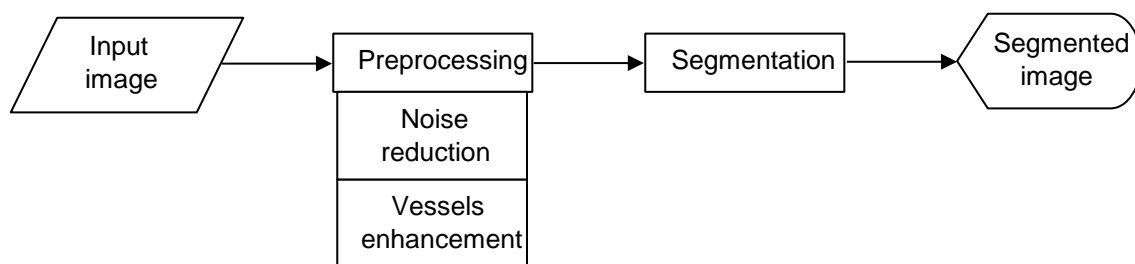 Input
image
Preprocessing
Noise
reduction
Vessels
enhancement
Segmentation
Segmented
image